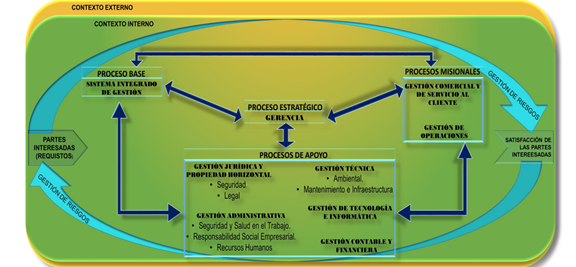 CONTEXTO EXTERNO
CONTEXTO INTERNO
PROCESO BASE
SISTEMA INTEGRADO
DE GESTIÓN
PROCESO ESTRATÉGICO
GERENCIA
PROCESOS MISIONALES
GESTIÓN COMERCIAL Y
DE SERVICIO AL
CLIENTE
GESTIÓN DE
OPERACIONES
GESTIÓN DE RIESGOS
PARTES
INTERESADAS
(REQUISTOS)
SATISFACCIÓN DE
LAS PARTES
INTERESADAS
GESTIÓN DE RIESGOS
PROCESOS DE APOYO
GESTIÓN JURÍDICA Y
PROPIEDAD HORIZONTAL
• Seguridad.
• Legal
GESTIÓN ADMINISTRATIVA
• Seguridad y Salud en el Trabajo.
• Responsabilidad Social Empresarial.
• Recursos Humanos
GESTIÓN TÉCNICA
• Ambiental.
• Mantenimiento e Infraestructura
GESTIÓN DE TECNOLOGÍA
E INFORMÁTICA
GESTIÓN CONTABLE Y
FINANCIERA